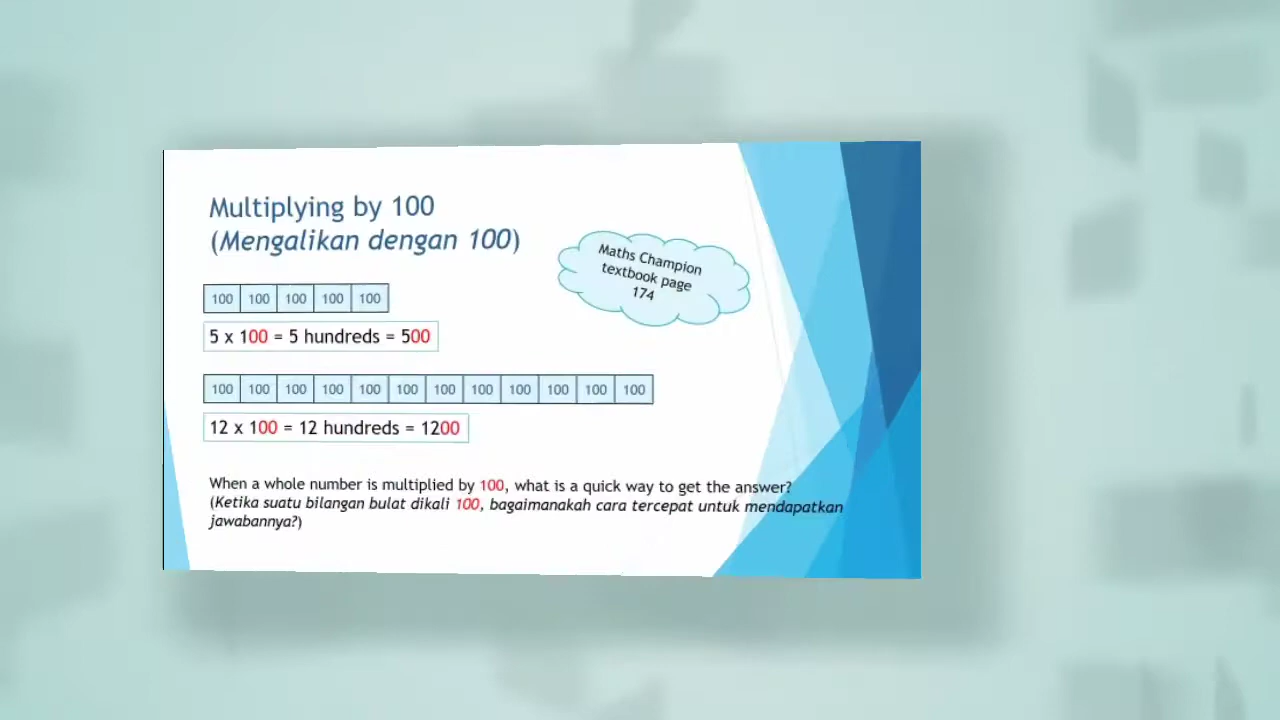 Multiplying by 100
(Mengalikan dengan 100)
Maths Champion
textbook page
174
100 100 100 100 100
5 x 100 = 5 hundreds = 500
100 100 100 100 100 100 100 100 100 100 100 100
12 x 100 = 12 hundreds = 1200
When a whole number is multiplied by 100, what is a quick way to get the answer?
(Ketika suatu bilangan bulat dikali 100, bagaimanakah cara tercepat untuk mendapatkan
jawabannya?)